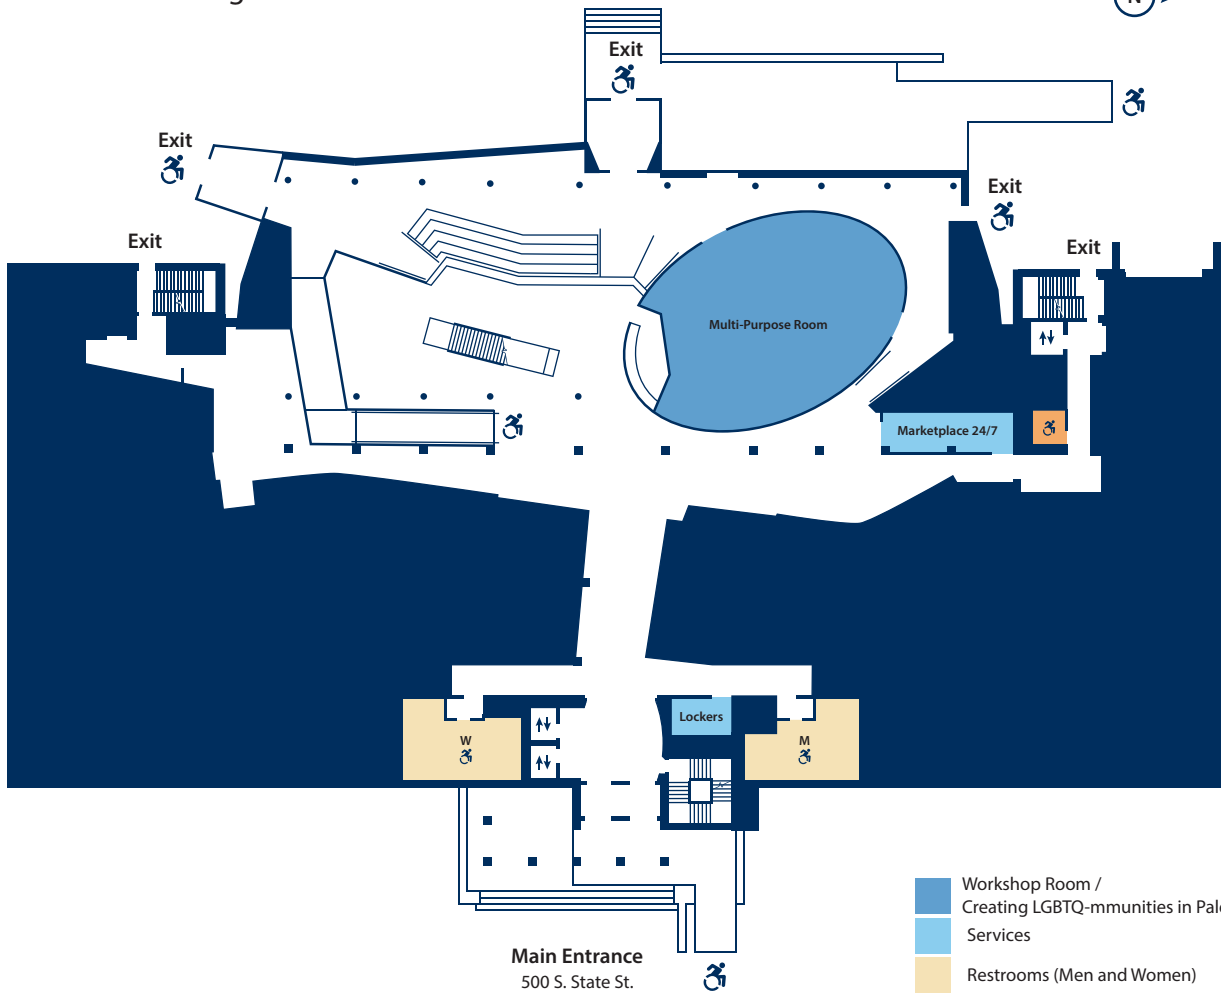 Exit
Exit
Exit
Exit
Exit
Multi-Purpose Room
Marketplace 24/7
Lockers
W
M
Workshop Room /
Creating LGBTQ-mmunities in
Services
Restrooms (Men and Women)
Main Entrance
500 S. State St.